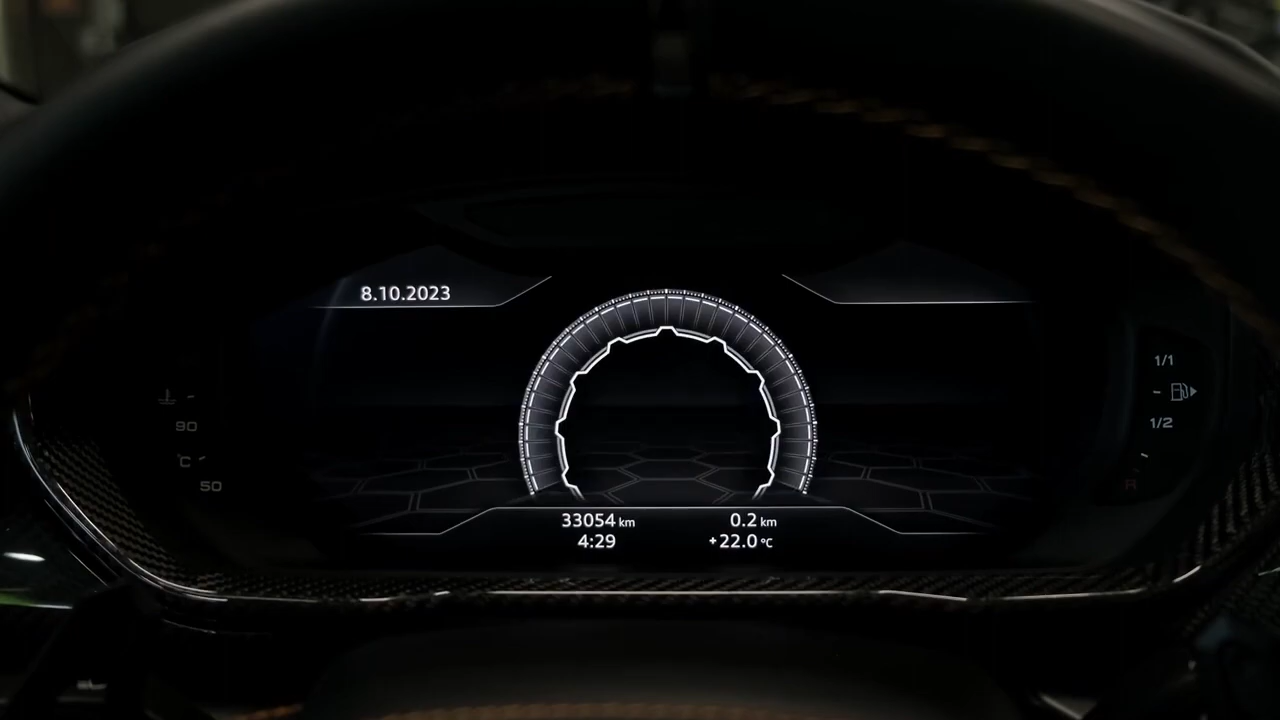 8.10.2023
1/1
90
1/2
°C
50
R
33054 km 0.2 km
4:29 +22.0 °C